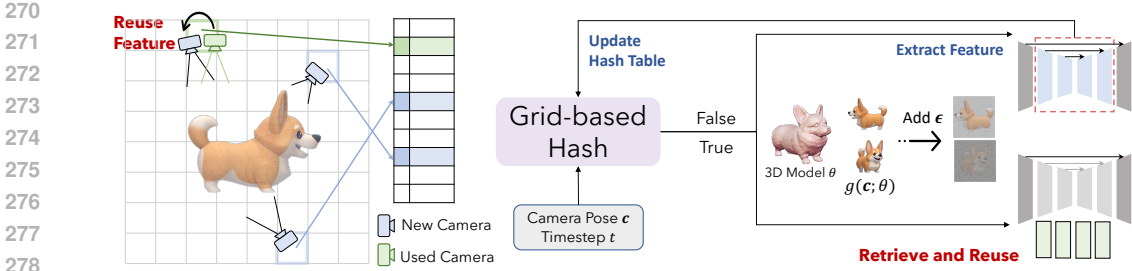 270
271
272
273
274
275
276
277
278
Reuse
Feature
New Camera
Used Camera
Update
Hash Table
Grid-based
Hash
Camera Pose c
Timestep t
False
True
Extract Feature
3D Model θ
g(c; θ)
Add ϵ
Retrieve and Reuse